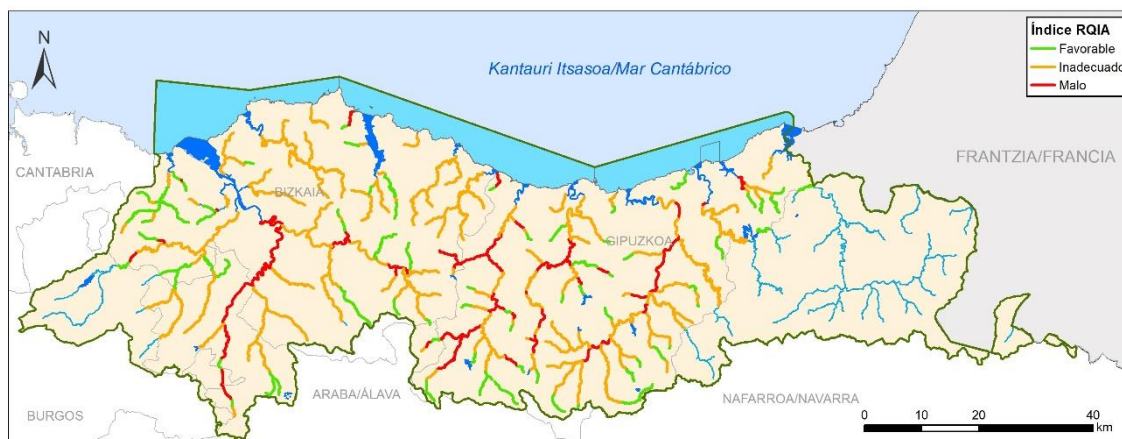 N
Kantauri Itsasoa/Mar Cantábrico
Índice RQIA
Favorable
Inadecuado
Malo
CANTABRIA
FRANTZIA/FRANCIA
BIZKAIA
GIPUZKOA
ARABA/ÁLAVA
NAFARROA/NAVARRA
BURGOS
0 10 20 40
km